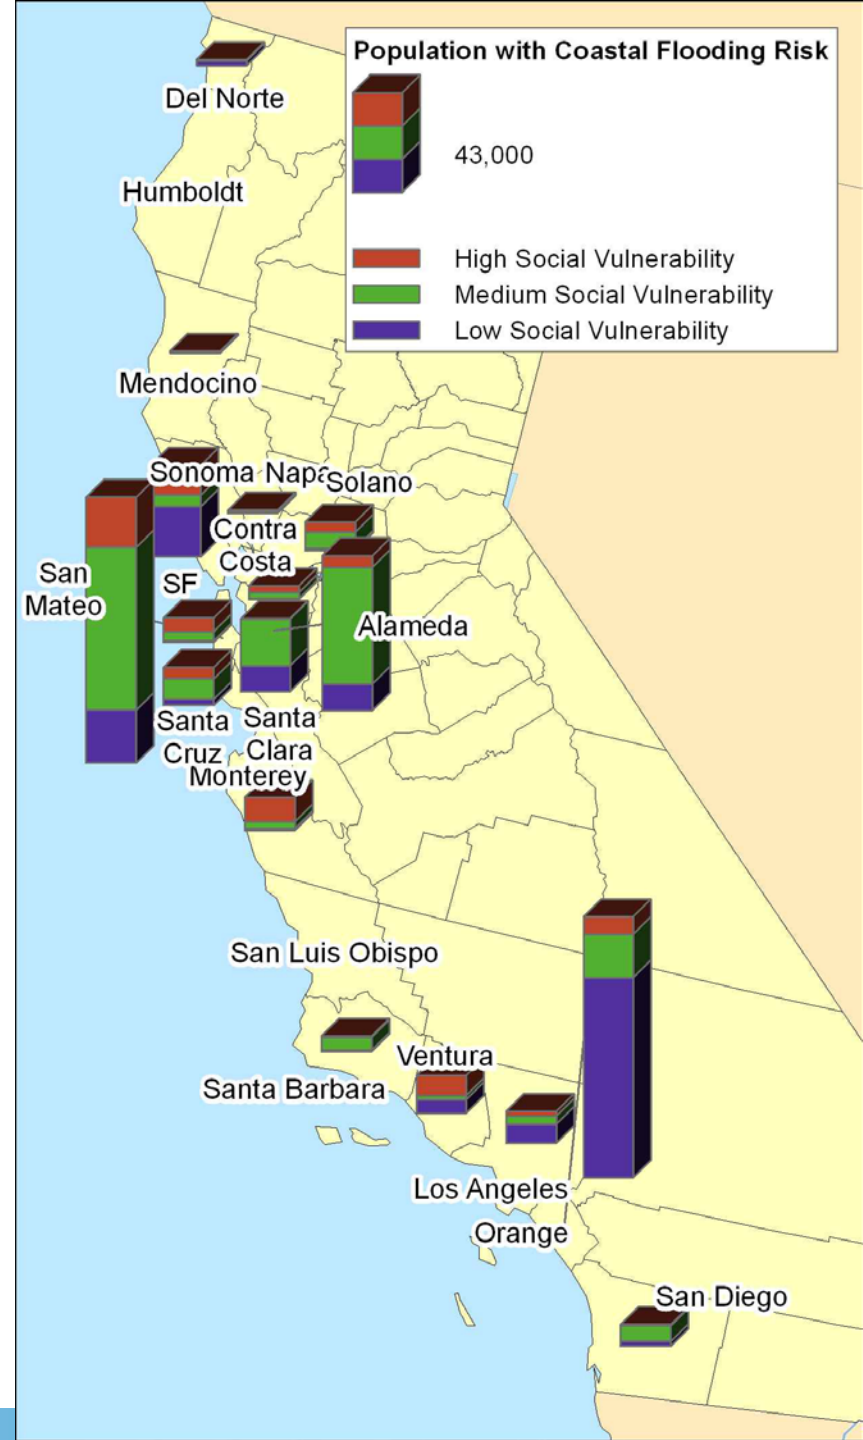 Population with Coastal Flooding Risk
43,000
High Social Vulnerability
Medium Social Vulnerability
Low Social Vulnerability
Del Norte
Humboldt
Mendocino
Sonoma Napa
Solano
Contra
Costa
San
Mateo
SF
Alameda
Santa
Cruz
Santa
Clara
Monterey
San Luis Obispo
Ventura
Santa Barbara
Los Angeles
Orange
San Diego